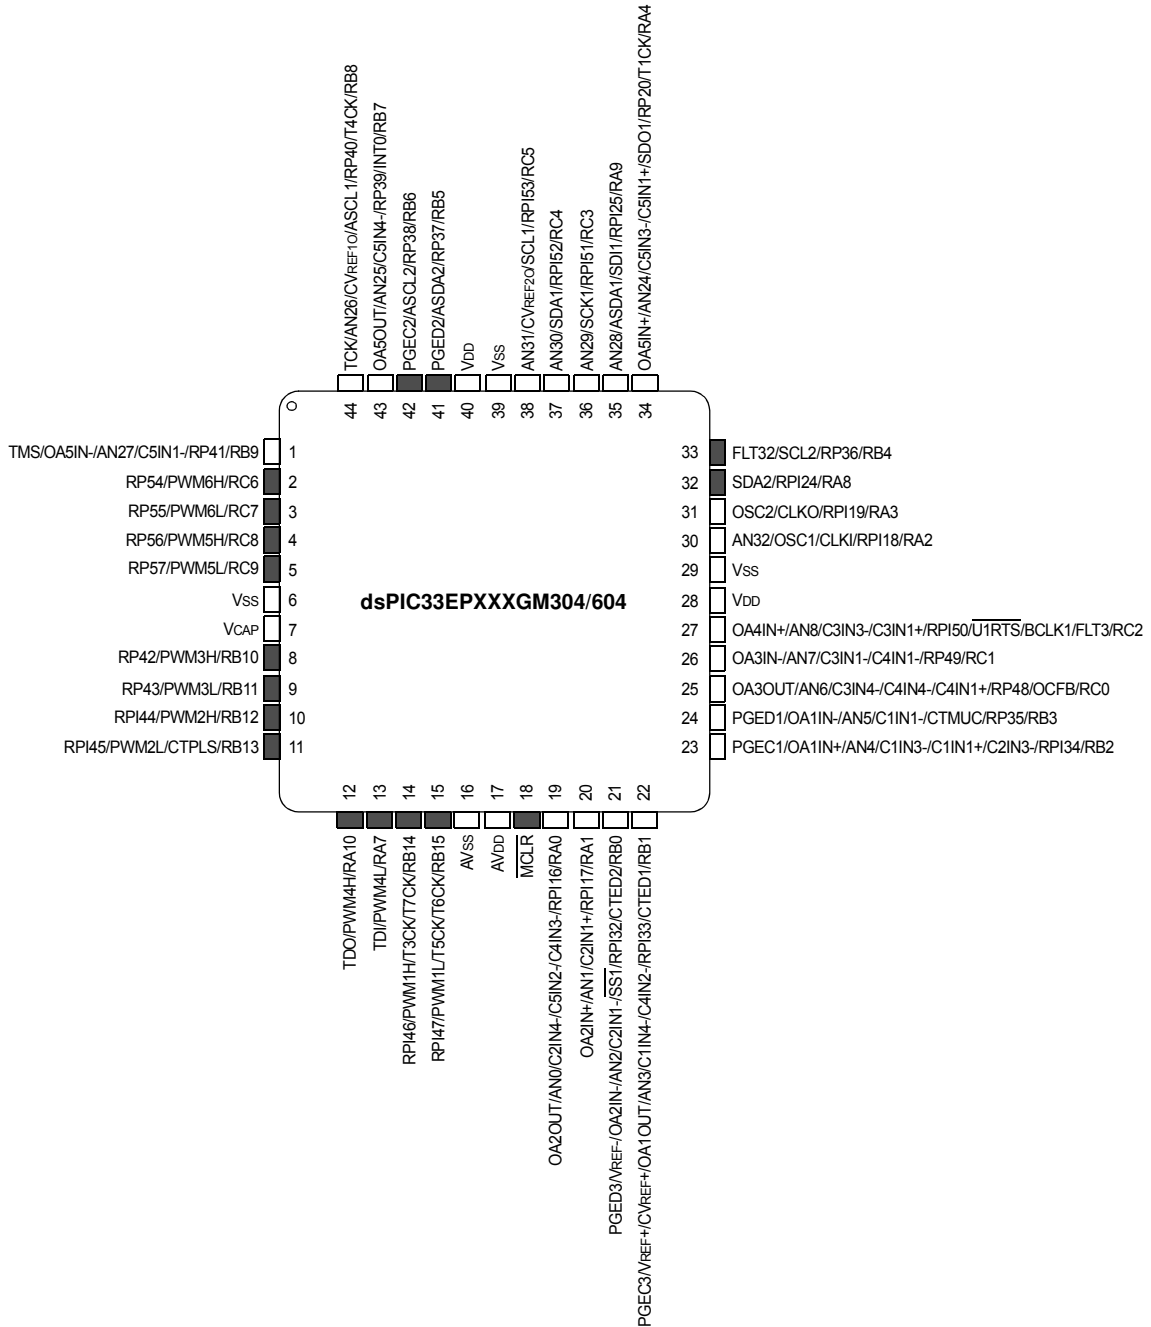 TCK/AN26/CVREF1O/ASCL1/RP40/T4CK/RB8
OA5OUT/AN25/C5IN4-/RP39/INT0/RB7
PGEC2/ASCL2/RP38/RB6
PGED2/ASDA2/RP37/RB5
VDD
VSS
AN31/CVREF2O/SCL1/RPI53/RC5
AN30/SDA1/RPI52/RC4
AN29/SCK1/RPI51/RC3
AN28/ASDA1/SDI1/RPI25/RA9
OA5IN+/AN24/C5IN3-/C5IN1+/SDO1/RP20/T1CK/RA4
44 43 42 41 40 39 38 37 36 35 34
TMS/OA5IN-/AN27/C5IN1-/RP41/RB9 1
RP54/PWM6H/RC6 2
RP55/PWM6L/RC7 3
RP56/PWM5H/RC8 4
RP57/PWM5L/RC9 5
VSS 6
VCAP 7
RP42/PWM3H/RB10 8
RP43/PWM3L/RB11 9
RPI44/PWM2H/RB12 10
RPI45/PWM2L/CTPLS/RB13 11
dsPIC33EPXXXGM304/604
33 FLT32/SCL2/RP36/RB4
32 SDA2/RPI24/RA8
31 OSC2/CLKO/RPI19/RA3
30 AN32/OSC1/CLKI/RPI18/RA2
29 VSS
28 VDD
27 OA4IN+/AN8/C3IN3-/C3IN1+/RPI50/U1RTS/BCLK1/FLT3/RC2
26 OA3IN-/AN7/C3IN1-/C4IN1-/RP49/RC1
25 OA3OUT/AN6/C3IN4-/C4IN4-/C4IN1+/RP48/OCFB/RC0
24 PGED1/OA1IN-/AN5/C1IN1-/CTMUC/RP35/RB3
23 PGEC1/OA1IN+/AN4/C1IN3-/C1IN1+/C2IN3-/RPI34/RB2
12 13 14 15 16 17 18 19 20 21 22
TDO/PWM4H/RA10
TDI/PWM4L/RA7
RPI46/PWM1H/T3CK/T7CK/RB14
RPI47/PWM1L/T5CK/T6CK/RB15
AVSS
AVDD
MCLR
OA2OUT/AN0/C2IN4-/C5IN2-/C4IN3-/RPI16/RA0
OA2IN+/AN1/C2IN1+/RPI17/RA1
PGED3/VREF-/OA2IN-/AN2/C2IN1-/SS1/RPI32/CTED2/RB0
PGEC3/VREF+/CVREF+/OA1OUT/AN3/C1IN4-/C4IN2-/RPI33/CTED1/RB1